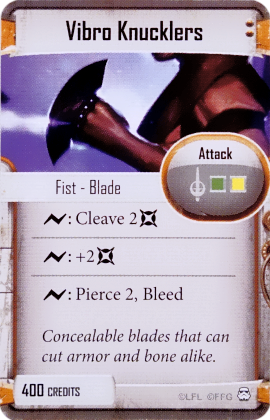 Vibro Knucklers
Attack
Fist - Blade
: Cleave 2
: +2
: Pierce 2, Bleed
Concealable blades that can
cut armor and bone alike.
400 CREDITS
©LFL ©FFG